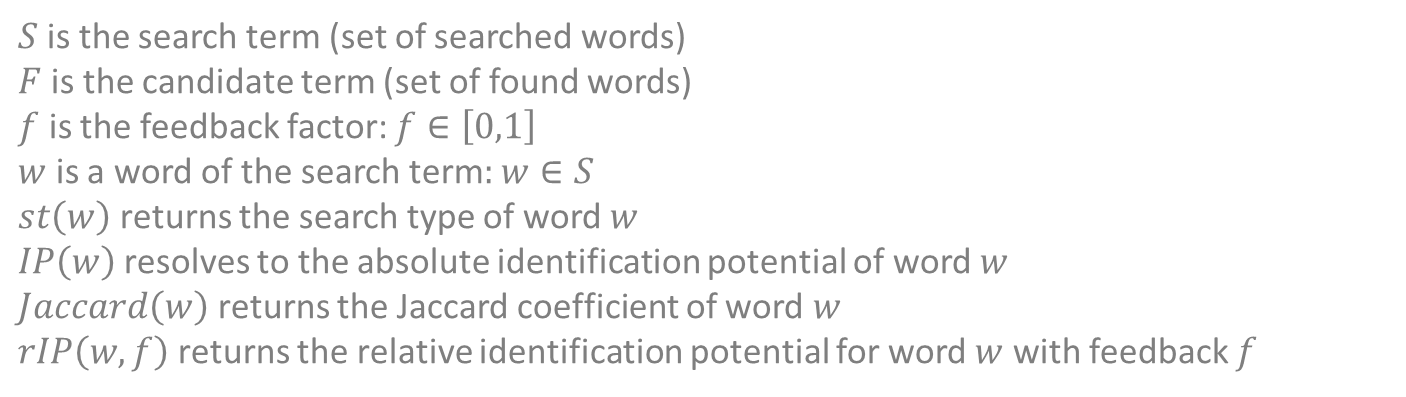 S is the search term (set of searched words)
F is the candidate term (set of found words)
f is the feedback factor: f ∈ [0,1]
w is a word of the search term: w ∈ S
st(w) returns the search type of word w
IP(w) resolves to the absolute identification potential of word w
Jaccard(w) returns the Jaccard coefficient of word w
rIP(w, f) returns the relative identification potential for word w with feedback f